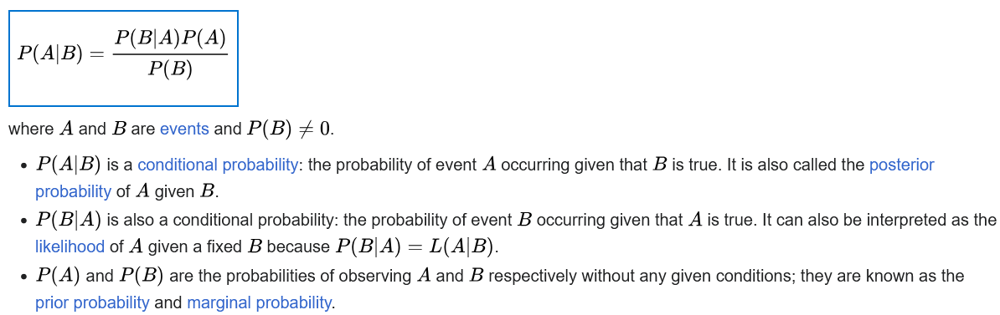 P(A|B) = P(B|A)P(A) / P(B)
where A and B are events and P(B) ≠ 0.
• P(A|B) is a conditional probability: the probability of event A occurring given that B is true. It is also called the posterior
probability of A given B.
• P(B|A) is also a conditional probability: the probability of event B occurring given that A is true. It can also be interpreted as the
likelihood of A given a fixed B because P(B|A) = L(A|B).
• P(A) and P(B) are the probabilities of observing A and B respectively without any given conditions; they are known as the
prior probability and marginal probability.